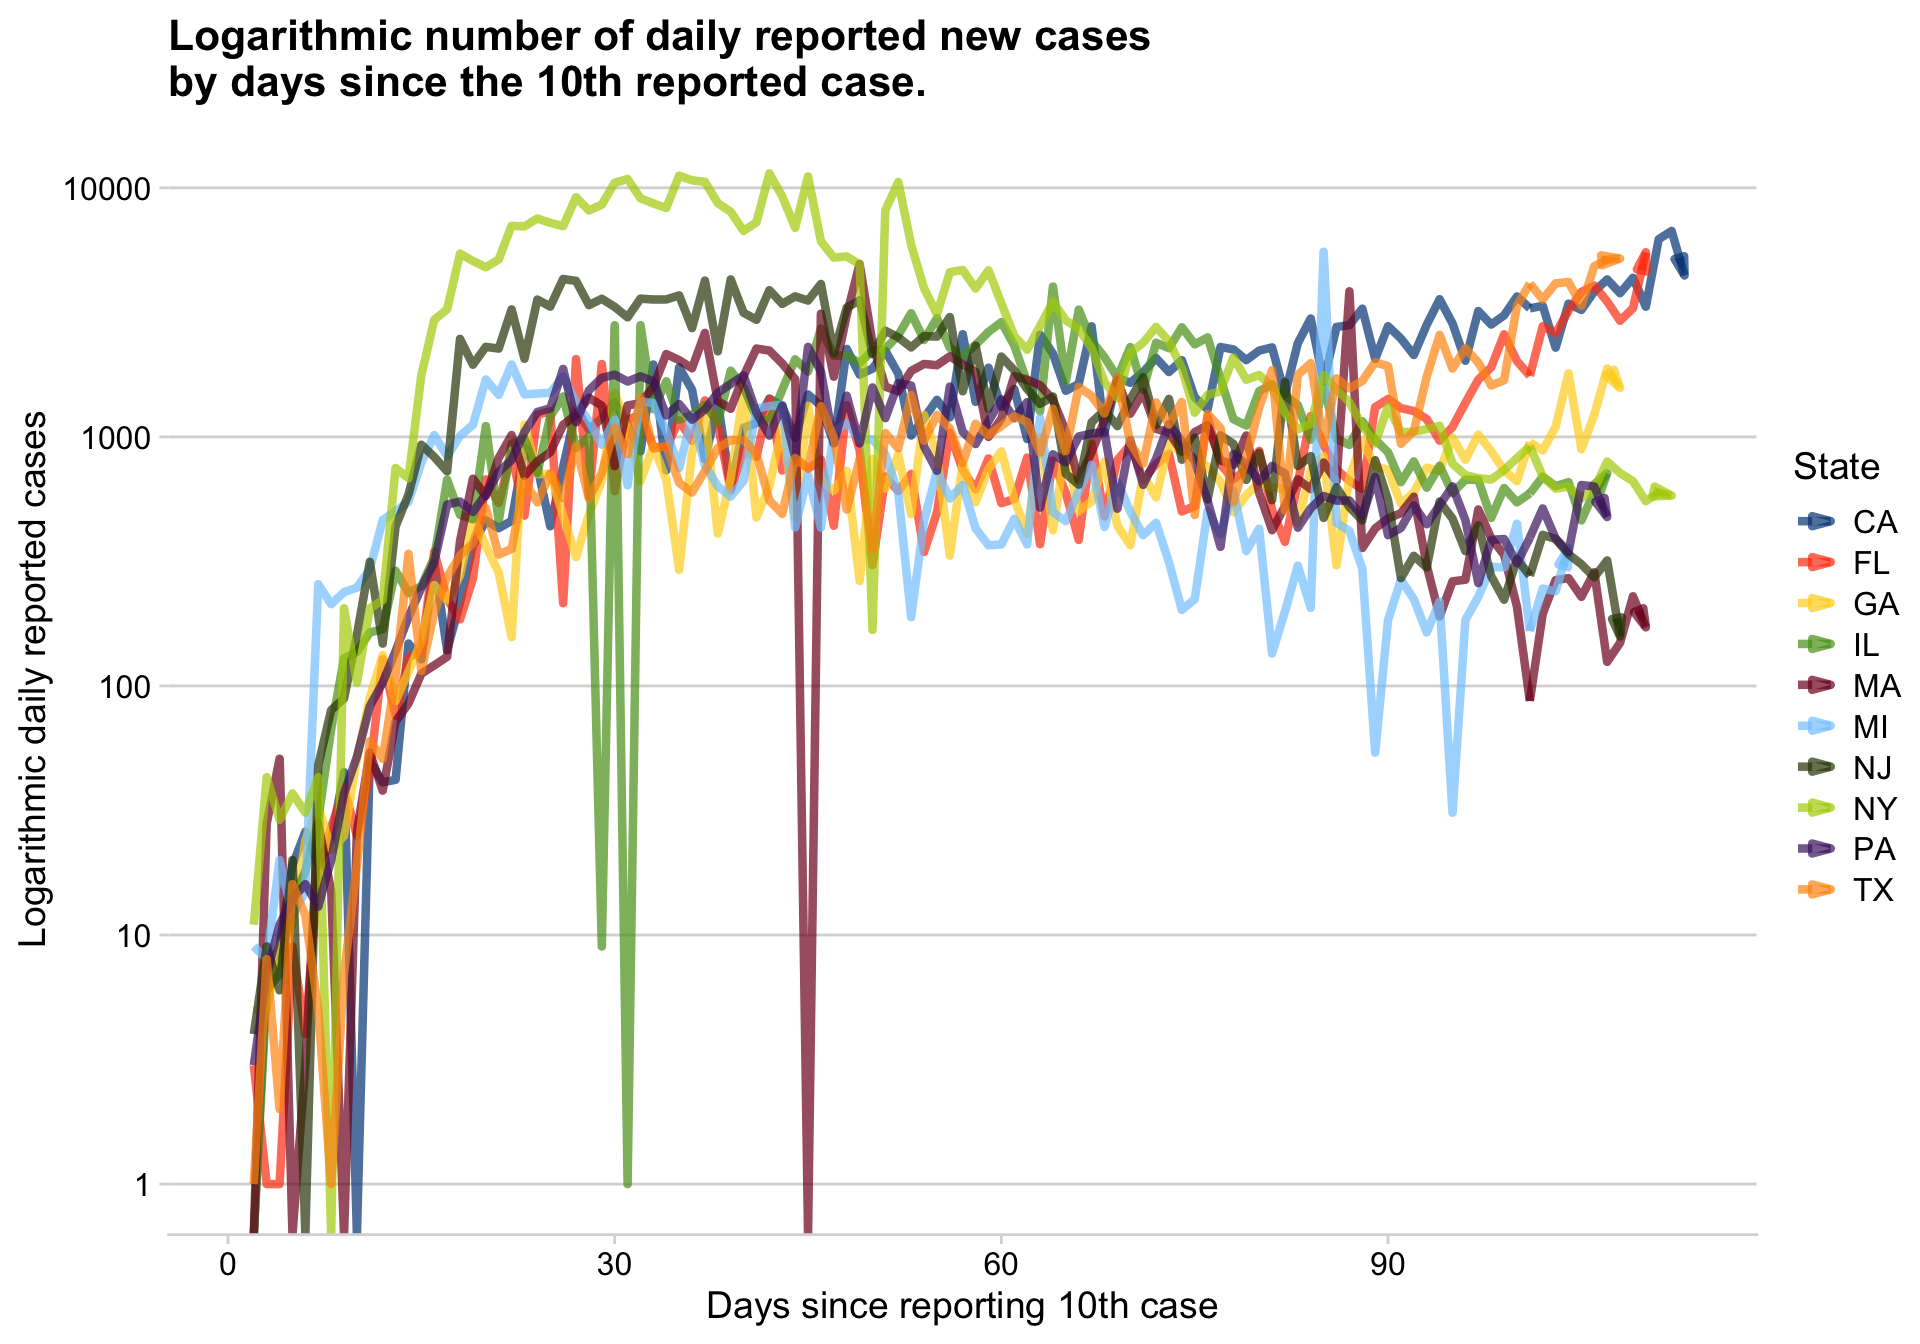 Logarithmic number of daily reported new cases
by days since the 10th reported case.
Logarithmic daily reported cases
10000
1000
100
10
1
0
30
60
90
Days since reporting 10th case
State
CA
FL
GA
IL
MA
MI
NJ
NY
PA
TX